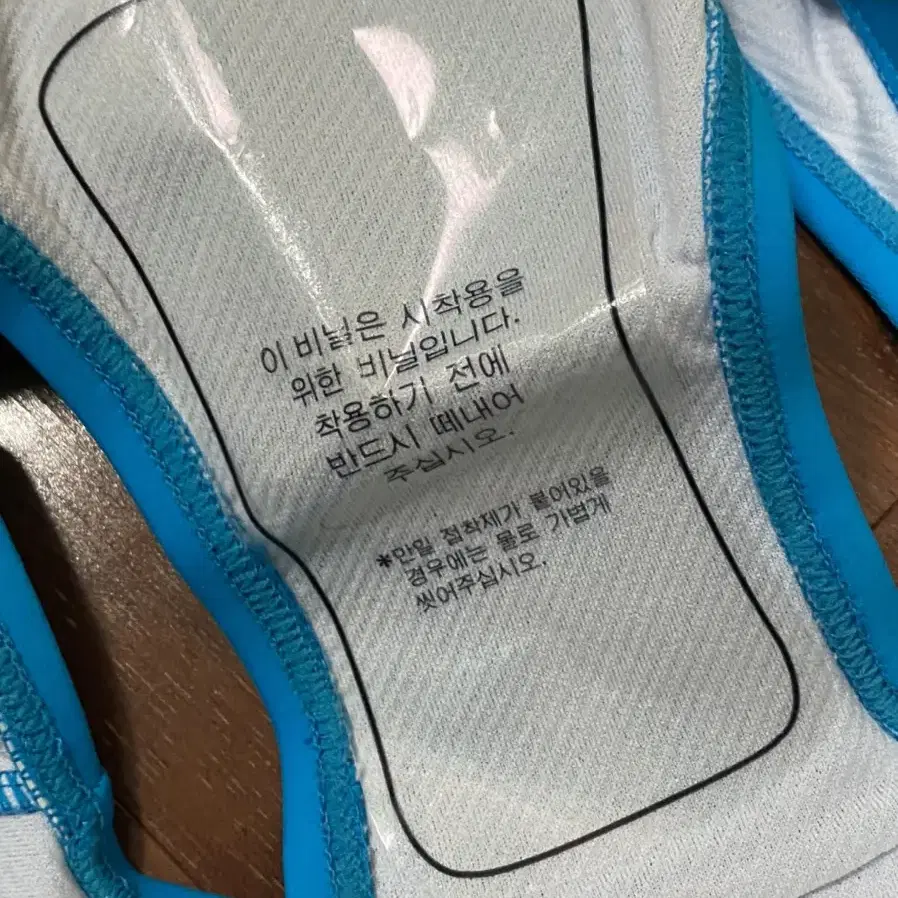 이 비닐은 시착용을
위한 비닐입니다.
착용하기 전에
반드시 떼내어
주십시오.
*만일 접착제가 붙어있을
경우에는 물로 가볍게
씻어주십시오.